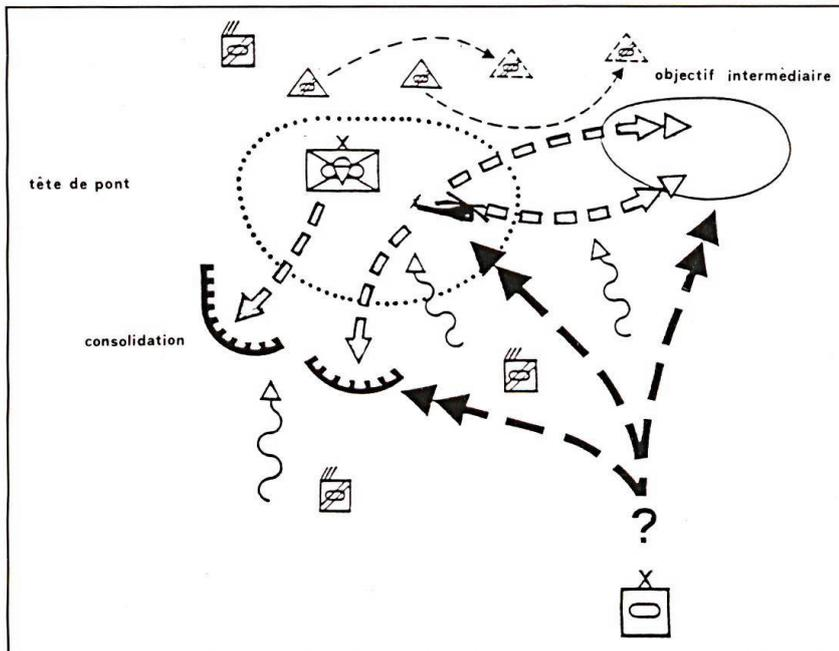 objectif intermédiaire
tête de pont
consolidation
?